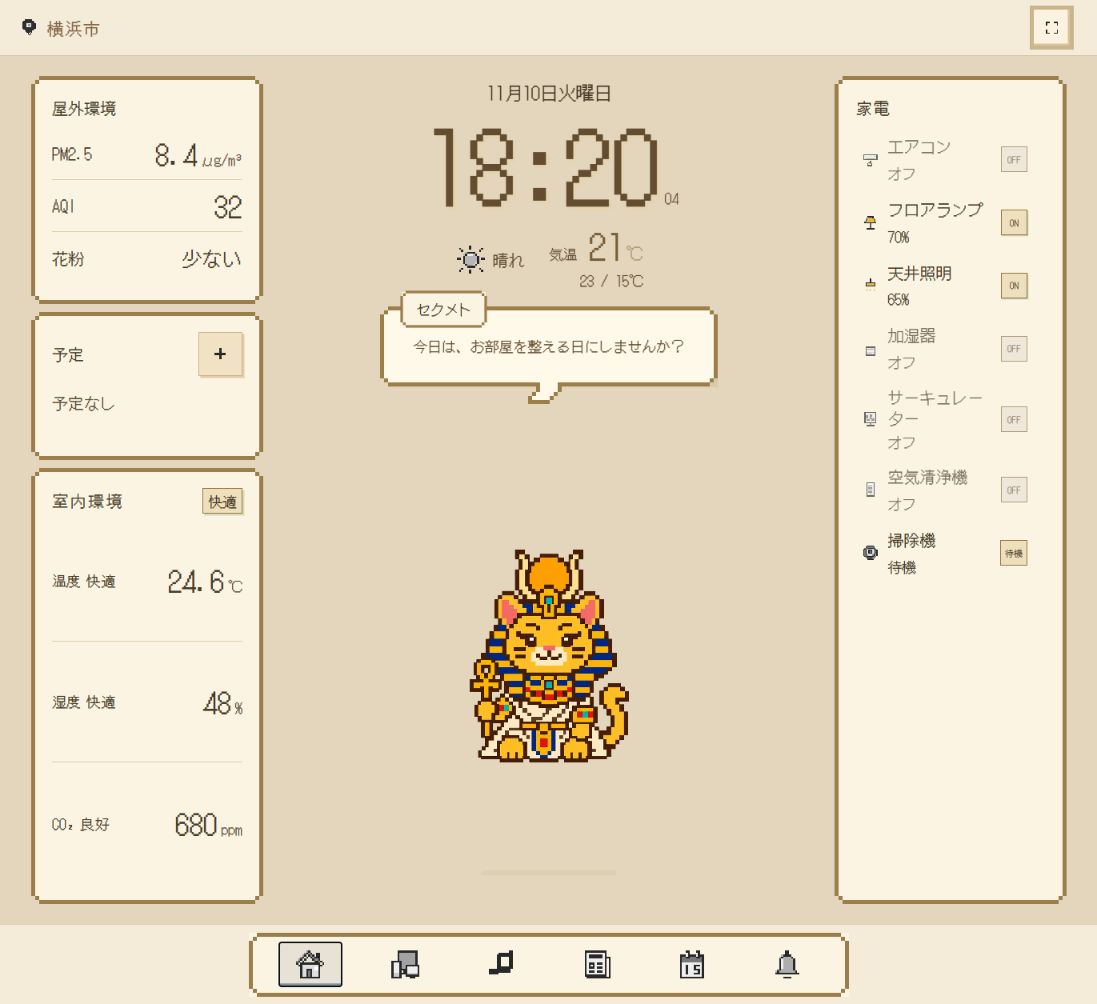 横浜市
屋外環境
PM2.5 8.4 μg/m³
AQI 32
花粉 少ない
予定 +
予定なし
室内環境 快適
温度 快適 24.6℃
湿度 快適 48%
CO₂ 良好 680ppm
11月10日火曜日
18:20 04
晴れ 気温 21℃
23 / 15℃
セクメト
今日は、お部屋を整える日にしませんか?
家電
エアコン
オフ
OFF
フロアランプ
70%
ON
天井照明
65%
ON
加湿器
オフ
OFF
サーキュレー
ター
オフ
OFF
空気清浄機
オフ
OFF
掃除機
待機
待機
15